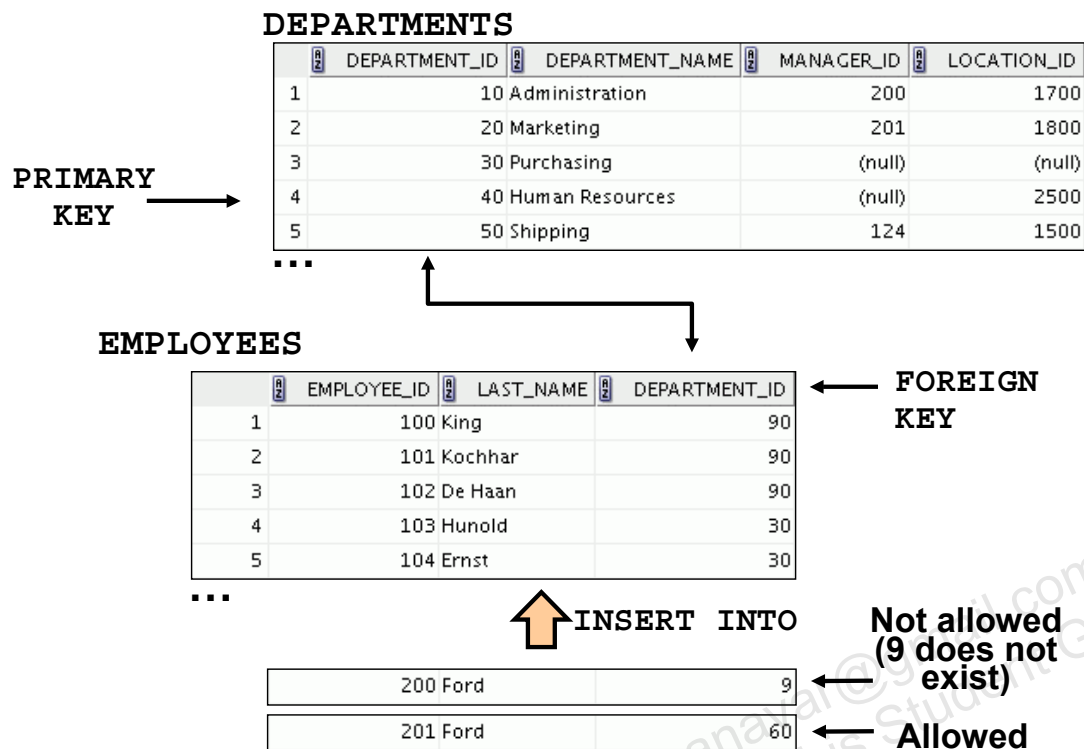 DEPARTMENTS
DEPARTMENT_ID DEPARTMENT_NAME MANAGER_ID LOCATION_ID
1 10 Administration 200 1700
2 20 Marketing 201 1800
3 30 Purchasing (null) (null)
4 40 Human Resources (null) 2500
5 50 Shipping 124 1500
...
PRIMARY
KEY
EMPLOYEES
EMPLOYEE_ID LAST_NAME DEPARTMENT_ID
1 100 King 90
2 101 Kochhar 90
3 102 De Haan 90
4 103 Hunold 30
5 104 Ernst 30
...
FOREIGN
KEY
INSERT INTO
Not allowed
(9 does not
exist)
200 Ford 9
201 Ford 60
Allowed